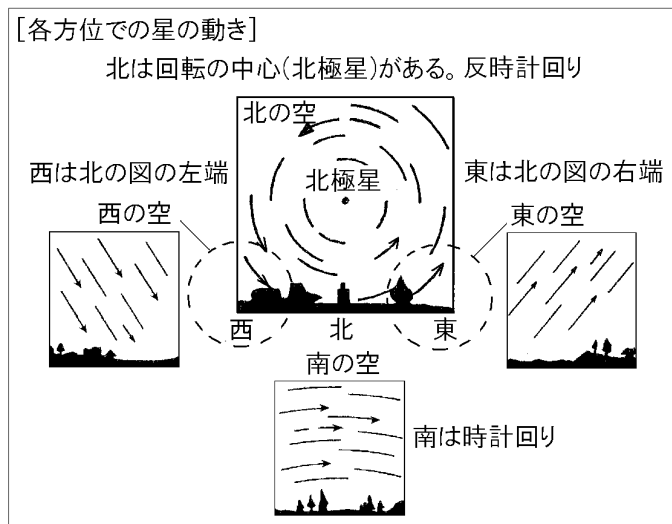 [各方位での星の動き]
北は回転の中心(北極星)がある。反時計回り
北の空
西は北の図の左端
北極星
東は北の図の右端
西の空
東の空
西
北
東
南の空
南は時計回り